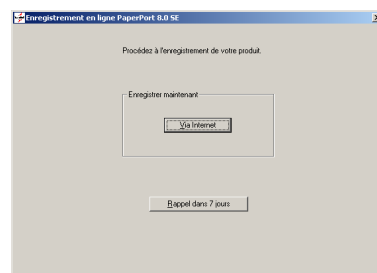 Enregistrement en ligne PaperPort 8.0 SE
Procédez à l'enregistrement de votre produit.
Enregistrer maintenant
Via Internet
Rappel dans 7 jours